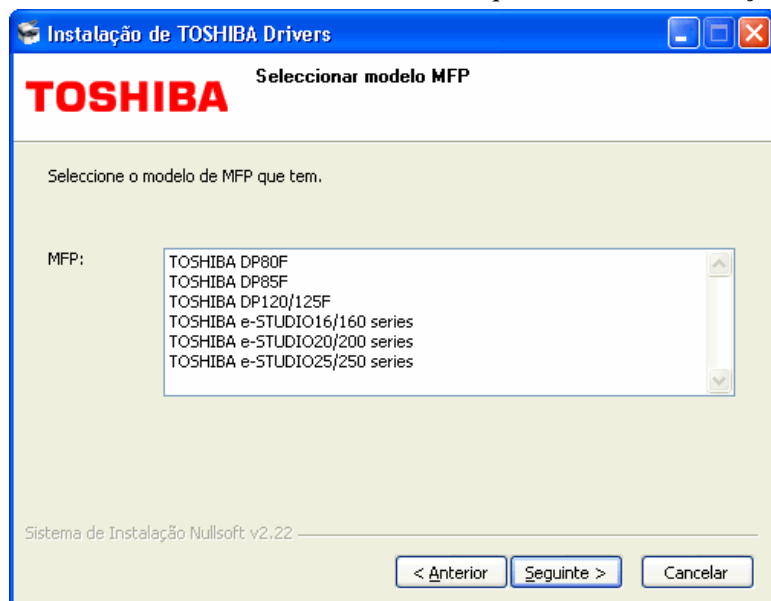 Instalação de TOSHIBA Drivers
TOSHIBA
Seleccionar modelo MFP
Seleccione o modelo de MFP que tem.
MFP:
TOSHIBA DP80F
TOSHIBA DP85F
TOSHIBA DP120/125F
TOSHIBA e-STUDIO16/160 series
TOSHIBA e-STUDIO20/200 series
TOSHIBA e-STUDIO25/250 series
Sistema de Instalação Nullsoft v2.22
< Anterior Seguinte > Cancelar